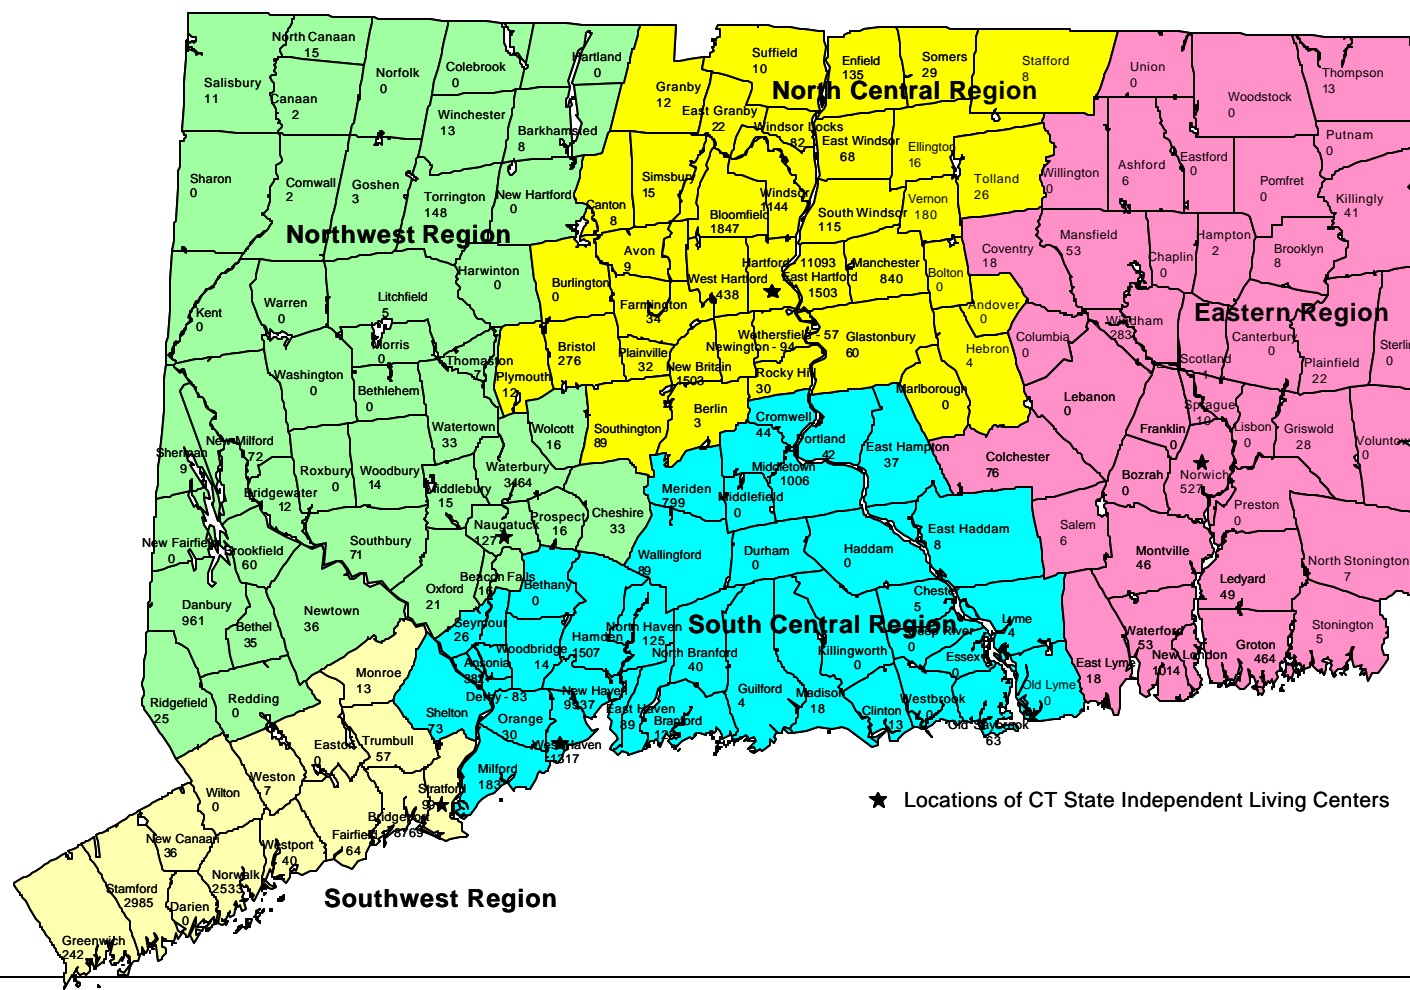 North Canaan
15
Salisbury
11
Canaan
2
Norfolk
0
Colebrook
0
Hartland
0
Winchester
13
Barkhamsted
8
Sharon
0
Cornwall
2
Goshen
3
Torrington
148
New Hartford
0
Northwest Region
Kent
0
Warren
0
Litchfield
5
Harwinton
0
Morris
0
Washington
0
Bethlehem
0
Thomaston
7
Watertown
33
Wolcott
16
Sherman
9
New Milford
72
Bridgewater
12
Roxbury
0
Woodbury
14
Waterbury
3464
Middlebury
15
Naugatuck
Prospect
16
Cheshire
33
New Fairfield
0
Brookfield
60
Southbury
71
Beacon Falls
16
Oxford
21
Danbury
961
Bethel
35
Newtown
36
Ridgefield
25
Redding
0
Suffield
10
Enfield
135
Somers
29
Stafford
8
North Central Region
Granby
12
East Granby
22
Windsor Locks
82
East Windsor
68
Ellington
16
Tolland
26
Simsbury
15
Canton
8
Windsor
1144
Bloomfield
1847
South Windsor
115
Vernon
180
Avon
9
Burlington
0
Farmington
34
West Hartford
438
Hartford - 11093
East Hartford
1503
Manchester
840
Bolton
0
Andover
0
Bristol
276
Plainville
32
Plymouth
12
New Britain
1503
Newington - 94
Wethersfield - 57
Glastonbury
60
Hebron
4
Rocky Hill
30
Marlborough
0
Southington
89
Berlin
3
Union
0
Woodstock
0
Thompson
13
Putnam
0
Willington
0
Ashford
6
Eastford
0
Pomfret
0
Killingly
41
Coventry
18
Mansfield
53
Chaplin
0
Hampton
2
Brooklyn
8
Eastern Region
Columbia
0
Windham
283
Scotland
1
Canterbury
0
Plainfield
22
Sterli
0
Lebanon
0
Franklin
0
Sprague
10
Lisbon
0
Griswold
28
Volunto
0
Colchester
76
Bozrah
0
Norwich
527
Preston
0
Salem
6
Montville
46
Ledyard
49
North Stonington
7
Waterford
53
East Lyme
18
New London
1014
Groton
464
Stonington
5
Cromwell
44
Portland
42
East Hampton
37
Meriden
799
Middletown
1006
Middlefield
0
East Haddam
8
Wallingford
89
Durham
0
Haddam
0
Bethany
0
Seymour
26
Chester
5
Deep River
0
Lyme
4
South Central Region
Hamden
1507
North Haven
125
Woodbridge
14
Ansonia
North Branford
40
Killingworth
0
Essex
0
Old Lyme
0
Derby - 83
Shelton
73
Orange
30
New Haven
9937
East Haven
89
Branford
Guilford
4
Madison
18
Clinton
13
Westbrook
0
Old Saybrook
63
West Haven
1317
Milford
183
Monroe
13
Easton
0
Trumbull
57
Weston
7
Wilton
0
Stratford
Bridgeport
8769
Fairfield
64
New Canaan
36
Westport
40
Norwalk
2533
Stamford
2985
Darien
0
Greenwich
242
Southwest Region
Locations of CT State Independent Living Centers